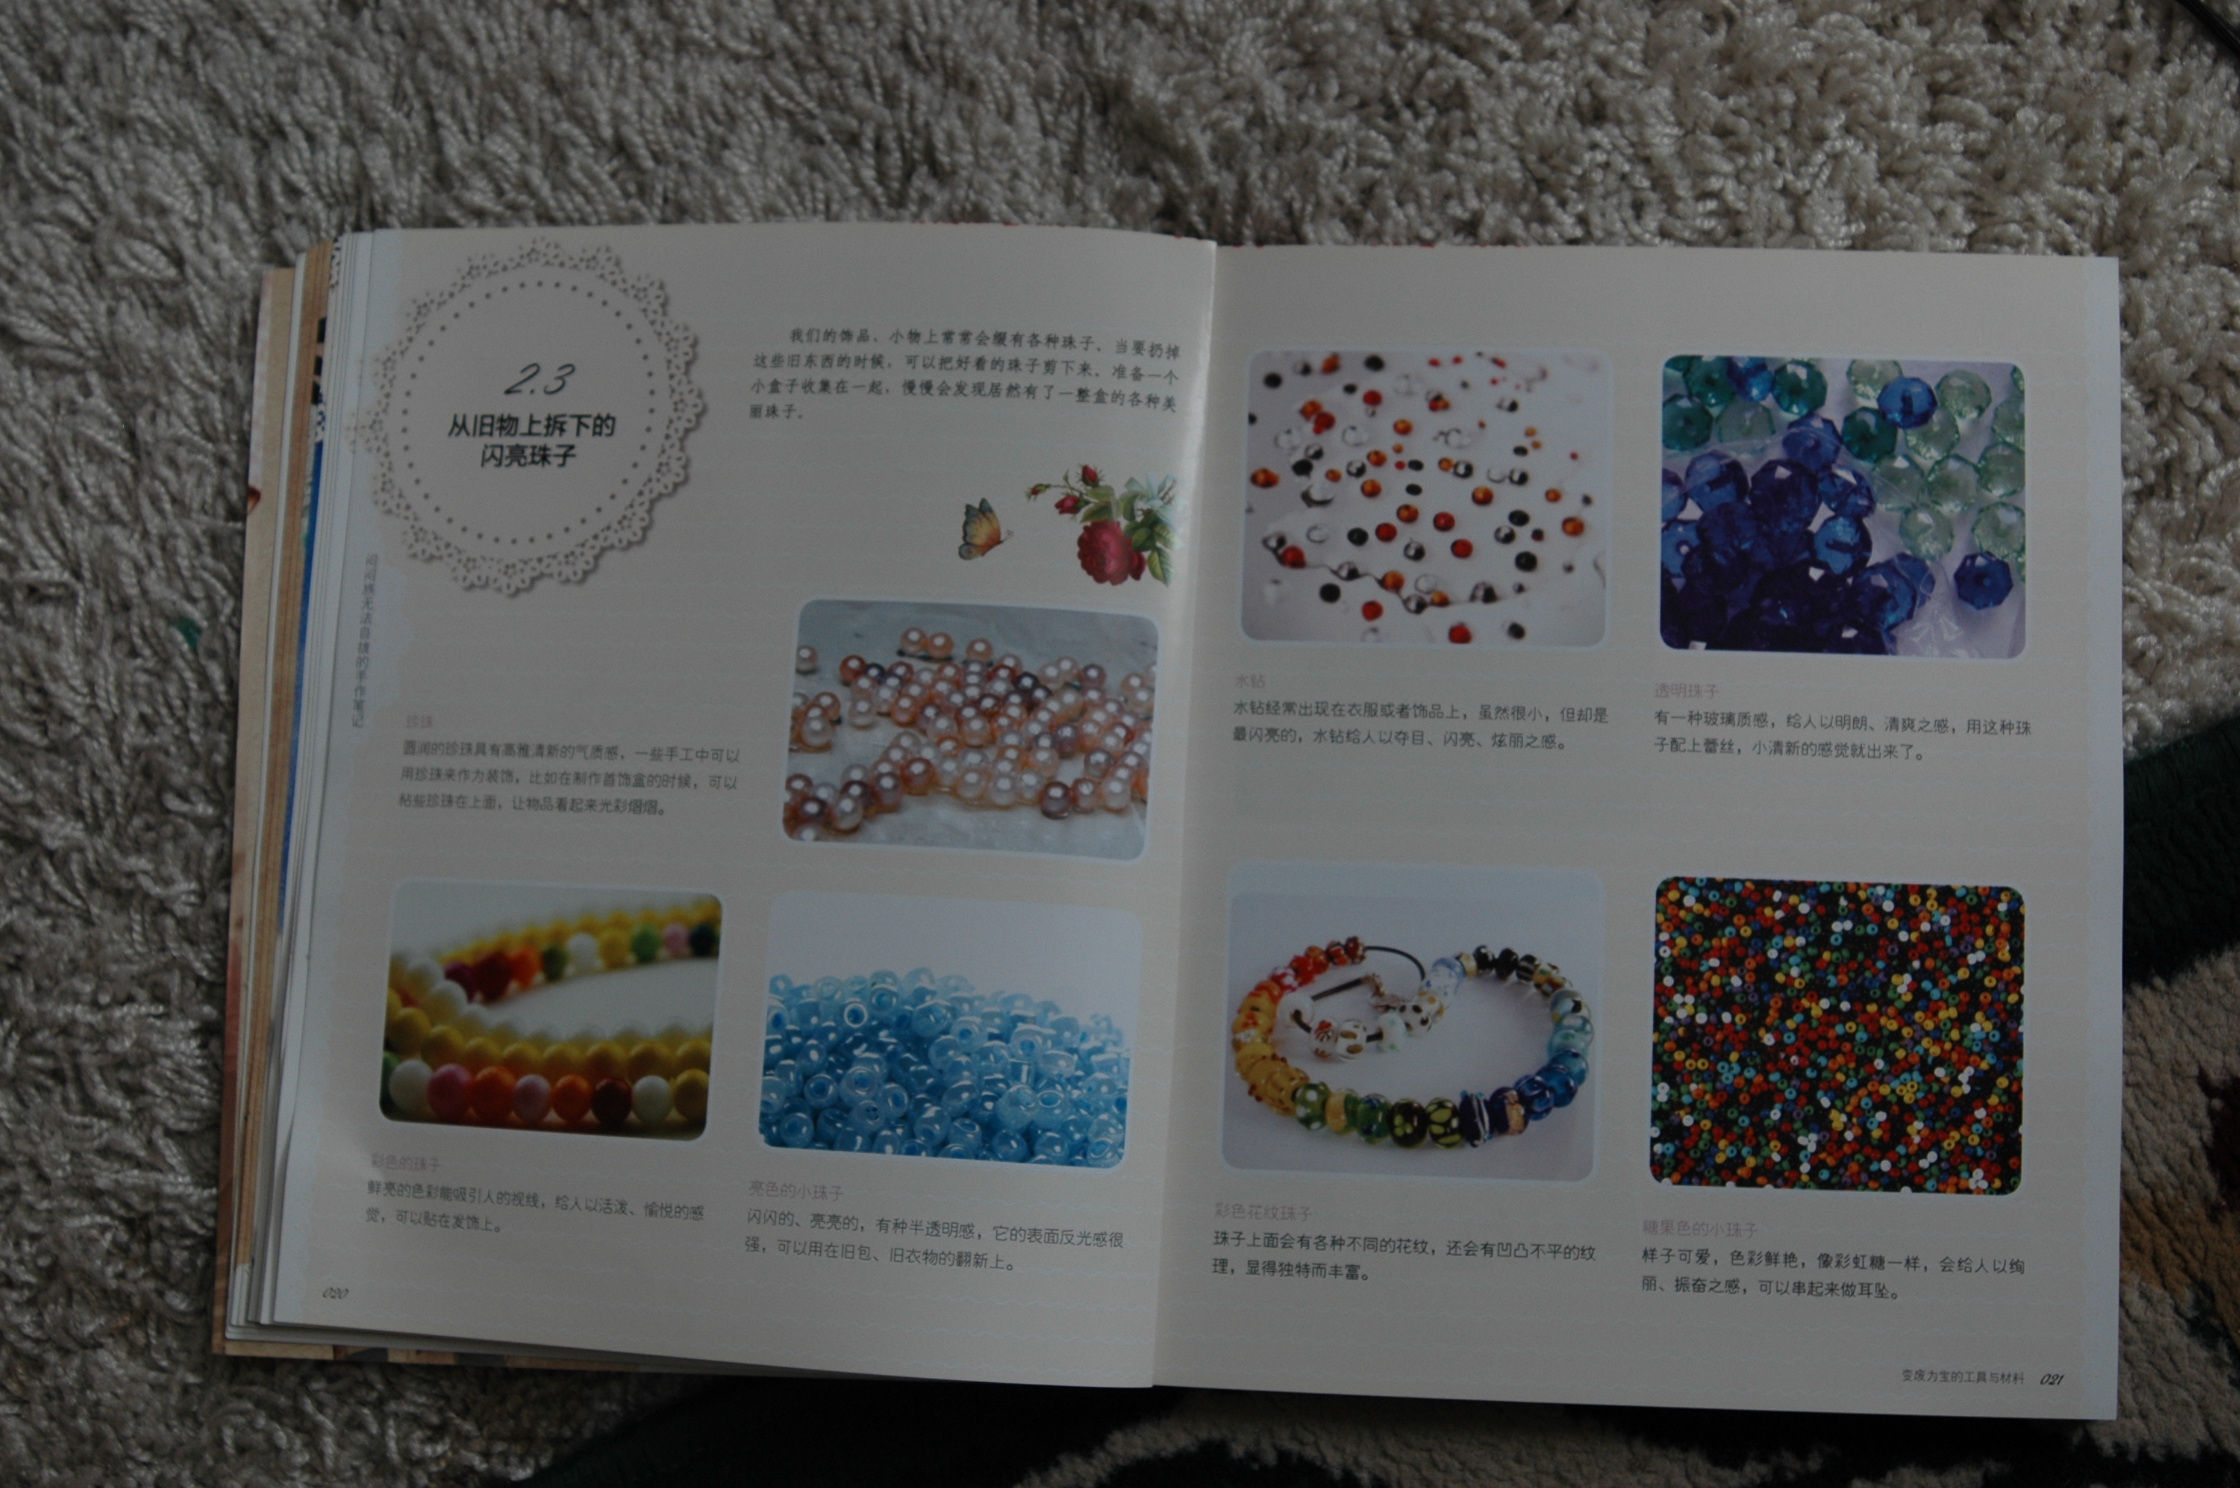 2.3
从旧物上拆下的
闪亮珠子
我们的饰品、小物上常常会缀有各种珠子，当要扔掉
这些旧东西的时候，可以把好看的珠子剪下来，准备一个
小盒子收集在一起，慢慢会发现居然有了一整盒的各种美
丽珠子。
珍珠
圆润的珍珠具有高雅清新的气质感，一些手工中可以
用珍珠来作为装饰，比如在制作首饰盒的时候，可以
粘些珍珠在上面，让物品看起来光彩熠熠。
彩色的珠子
鲜亮的色彩能吸引人的视线，给人以活泼、愉悦的感
觉，可以贴在发饰上。
亮色的小珠子
闪闪的、亮亮的，有种半透明感，它的表面反光感很
强，可以用在旧包、旧衣物的翻新上。
020
水钻
水钻经常出现在衣服或者饰品上，虽然很小，但却是
最闪亮的，水钻给人以夺目、闪亮、炫丽之感。
透明珠子
有一种玻璃质感，给人以明朗、清爽之感，用这种珠
子配上蕾丝，小清新的感觉就出来了。
彩色花纹珠子
珠子上面会有各种不同的花纹，还会有凹凸不平的纹
理，显得独特而丰富。
糖果色的小珠子
样子可爱，色彩鲜艳，像彩虹糖一样，会给人以绚
丽、振奋之感，可以串起来做耳坠。
变废为宝的工具与材料 021